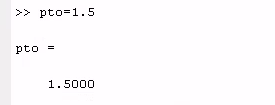 >> pto=1.5
pto =
1.5000